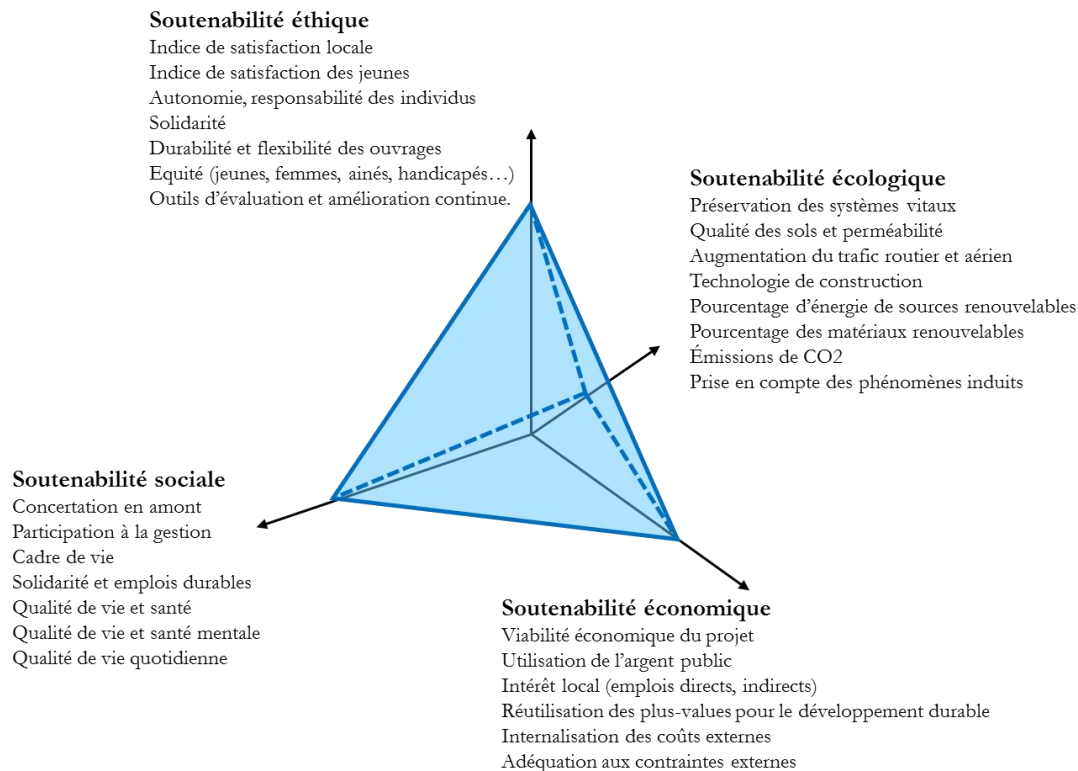 Soutenabilité éthique
Indice de satisfaction locale
Indice de satisfaction des jeunes
Autonomie, responsabilité des individus
Solidarité
Durabilité et flexibilité des ouvrages
Equité (jeunes, femmes, ainés, handicapés…)
Outils d’évaluation et amélioration continue.
Soutenabilité écologique
Préservation des systèmes vitaux
Qualité des sols et perméabilité
Augmentation du trafic routier et aérien
Technologie de construction
Pourcentage d’énergie de sources renouvelables
Pourcentage des matériaux renouvelables
Émissions de CO2
Prise en compte des phénomènes induits
Soutenabilité sociale
Concertation en amont
Participation à la gestion
Cadre de vie
Solidarité et emplois durables
Qualité de vie et santé
Qualité de vie et santé mentale
Qualité de vie quotidienne
Soutenabilité économique
Viabilité économique du projet
Utilisation de l’argent public
Intérêt local (emplois directs, indirects)
Réutilisation des plus-values pour le développement durable
Internalisation des coûts externes
Adéquation aux contraintes externes